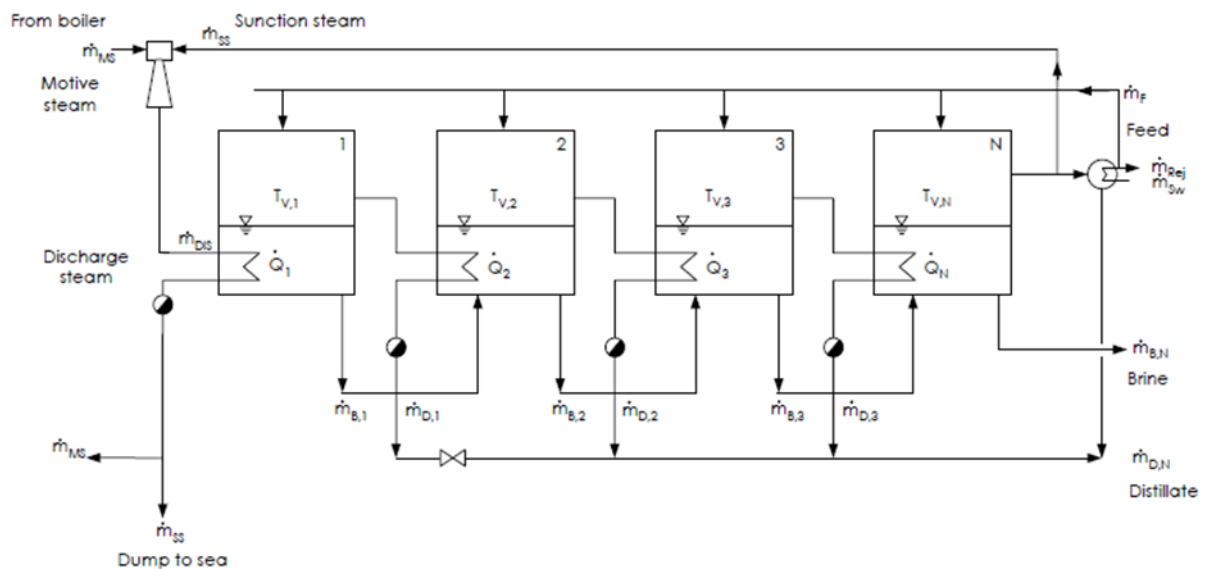 From boiler
Sunction steam
ṁSS
ṁMS
Motive
steam
ṁF
Feed
1
2
3
N
ṁRej
ṁSw
TV,1
TV,2
TV,3
TV,N
ṁDIS
Discharge
steam
Q̇1
Q̇2
Q̇3
Q̇N
ṁB,N
Brine
ṁB,1
ṁD,1
ṁB,2
ṁD,2
ṁB,3
ṁD,3
ṁMS
ṁD,N
Distillate
ṁSS
Dump to sea